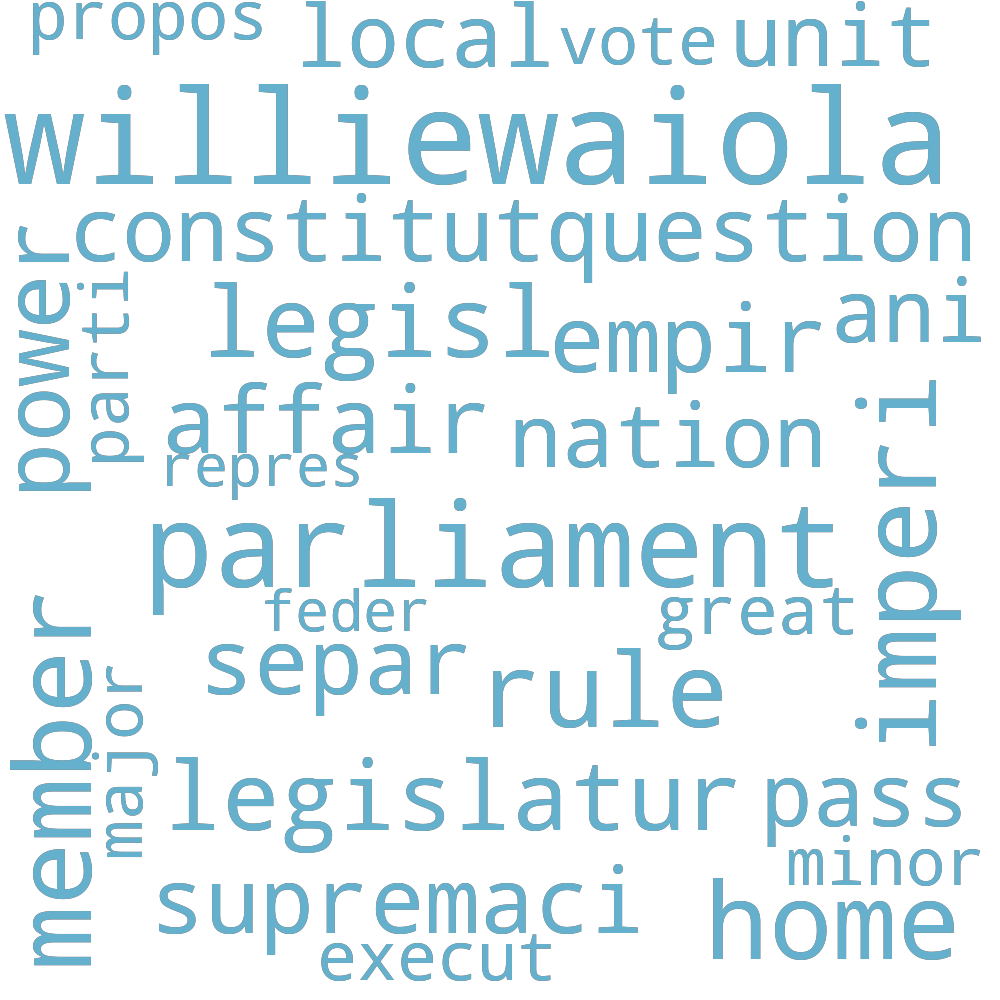 propos
local
vote
unit
williewaiola
constitut
question
power
parti
legisl
empir
ani
affair
nation
repres
imperi
parliament
feder
great
separ
rule
member
major
legislatur
pass
minor
supremaci
home
execut